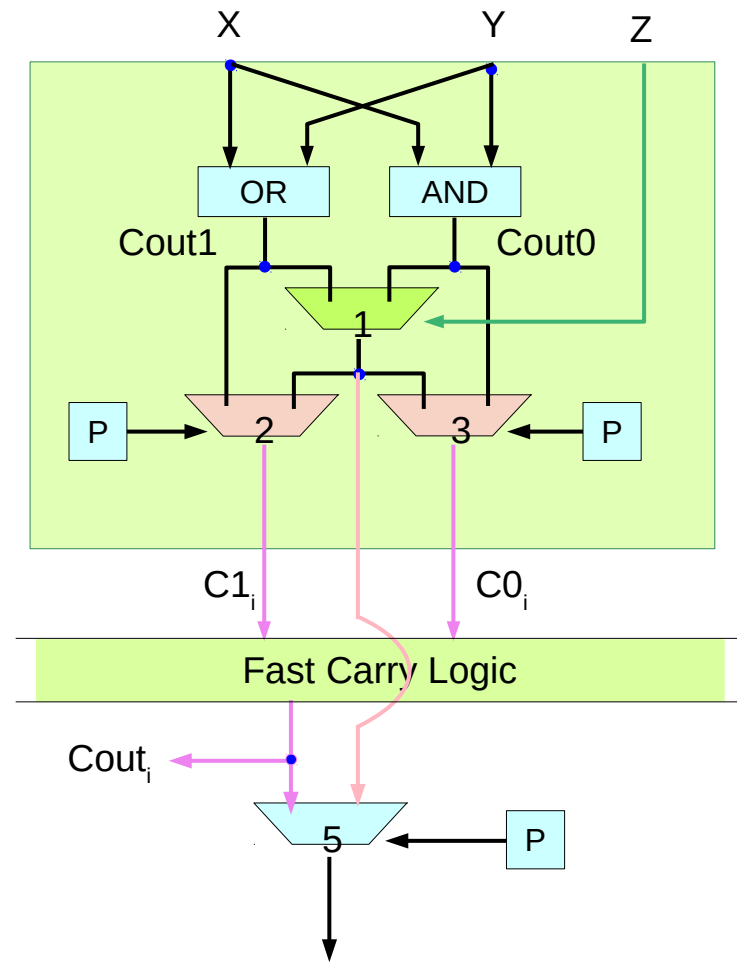 X Y Z
OR AND
Cout1 Cout0
1
P 2 3 P
C1i C0i
Fast Carry Logic
Couti
5 P